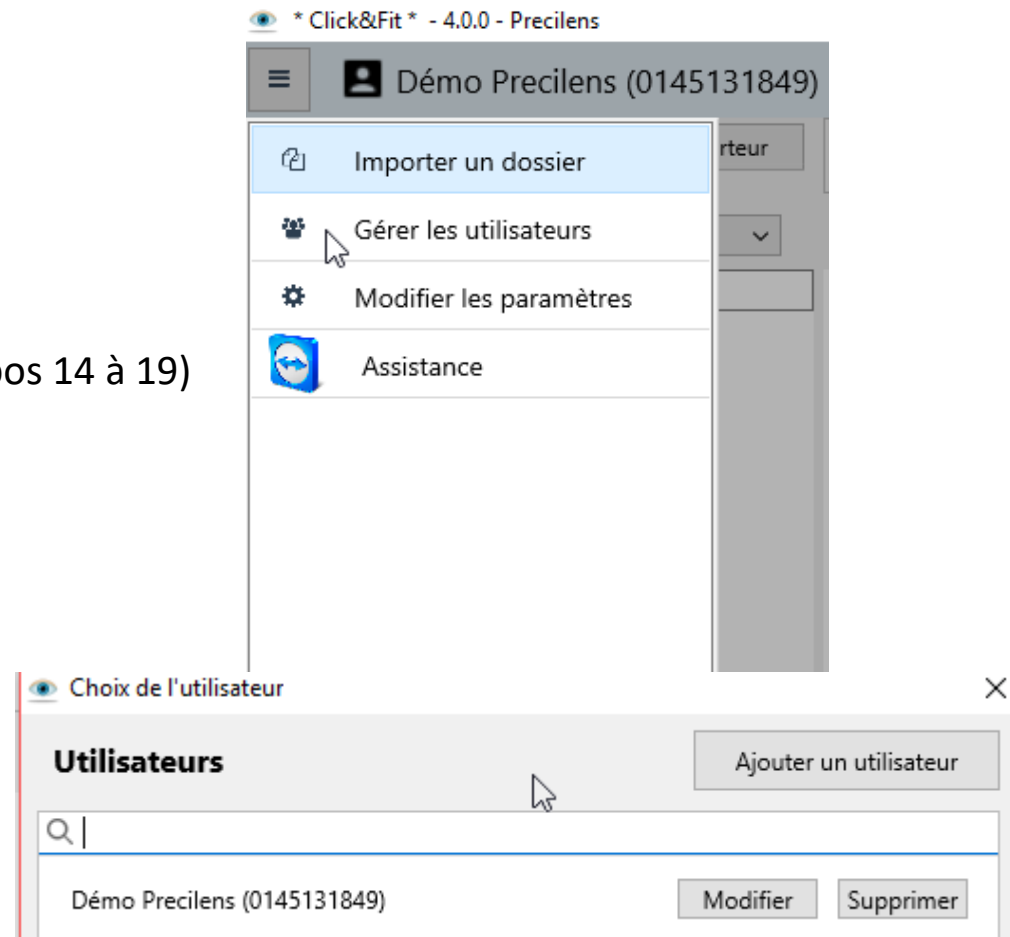 * Click&Fit * - 4.0.0 - Precilens
Démo Precilens (0145131849)
rteur
Importer un dossier
Gérer les utilisateurs
Modifier les paramètres
os 14 à 19)
Assistance
Choix de l'utilisateur
Utilisateurs
Ajouter un utilisateur
Démo Precilens (0145131849)
Modifier
Supprimer